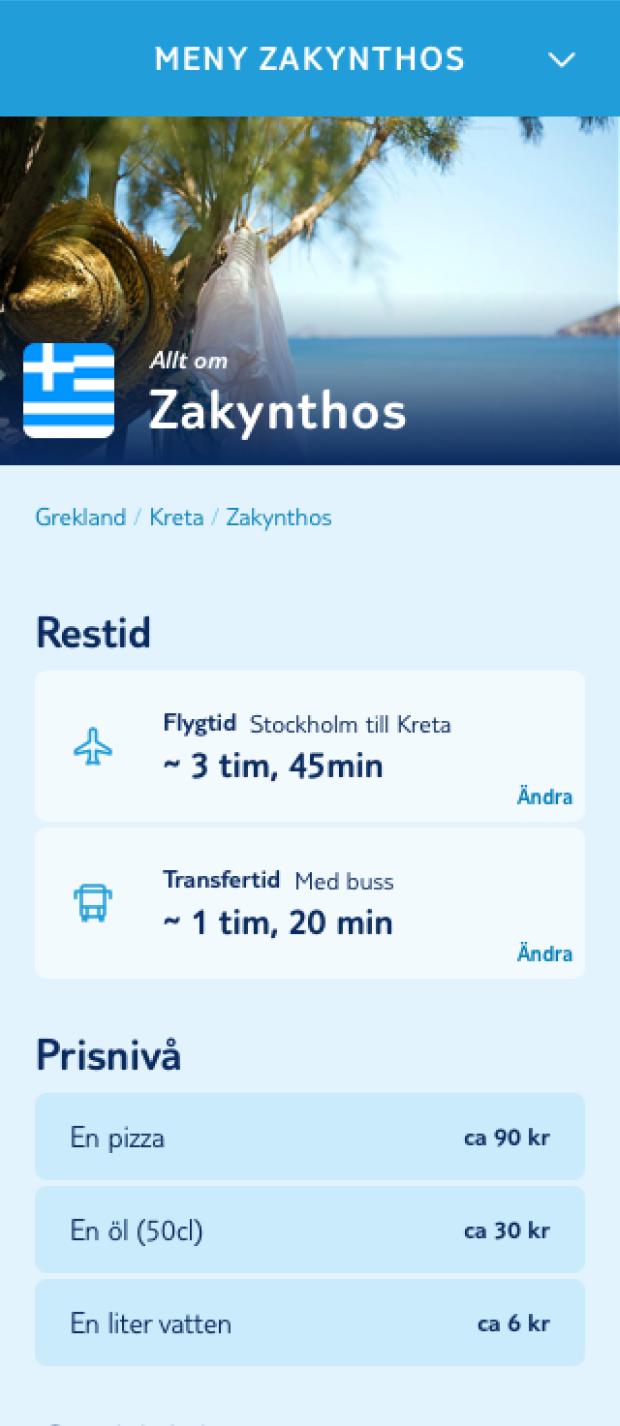 MENY ZAKYNTHOS
Allt om
Zakynthos
Grekland / Kreta / Zakynthos
Restid
Flygtid Stockholm till Kreta
~ 3 tim, 45min
Ändra
Transfertid Med buss
~ 1 tim, 20 min
Ändra
Prisnivå
En pizza ca 90 kr
En öl (50cl) ca 30 kr
En liter vatten ca 6 kr